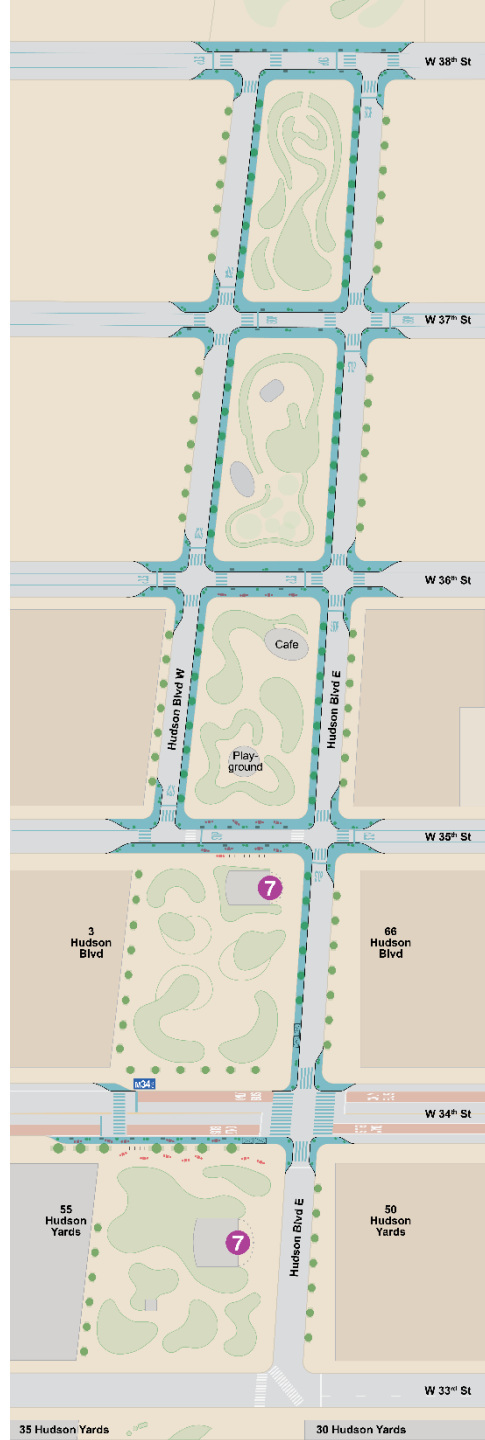 W 38th St
W 37th St
W 36th St
Cafe
Hudson Blvd W
Hudson Blvd E
Play-
ground
W 35th St
7
3
Hudson
Blvd
66
Hudson
Blvd
M34
W 34th St
55
Hudson
Yards
7
50
Hudson
Yards
Hudson Blvd E
W 33rd St
35 Hudson Yards
30 Hudson Yards